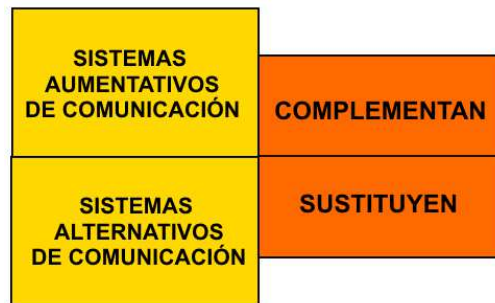 SISTEMAS
AUMENTATIVOS
DE COMUNICACIÓN
COMPLEMENTAN
SISTEMAS
ALTERNATIVOS
DE COMUNICACIÓN
SUSTITUYEN